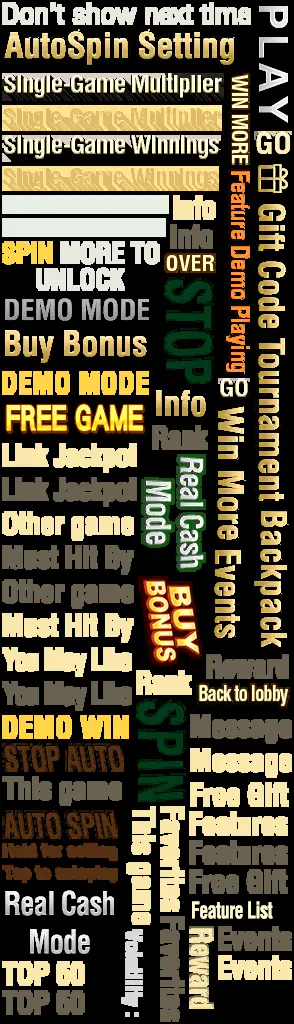 Don't show next time
AutoSpin Setting
Single-Game Multiplier
Single-Game Multiplier
Single-Game Winnings
Single-Game Winnings
Info
Info
SPIN MORE TO
UNLOCK
OVER
DEMO MODE
Buy Bonus
DEMO MODE
FREE GAME
Link Jackpot
Link Jackpot
Other game
Must Hit By
Other game
Must Hit By
You May Like
You May Like
DEMO WIN
STOP AUTO
This game
AUTO SPIN
Hold for setting
Tap to autoplay
Real Cash
Mode
TOP 50
TOP 50
STOP
Info
Rank
Real Cash
Mode
BUY
BONUS
Rank
SPIN
This game
Favorites
Volatility :
Favorites
PLAY
WIN MORE
GO
Feature Demo Playing
Gift Code
Tournament
Backpack
GO
Win More Events
Reward
Back to lobby
Message
Message
Free Gift
Features
Features
Free Gift
Feature List
Reward
Events
Events